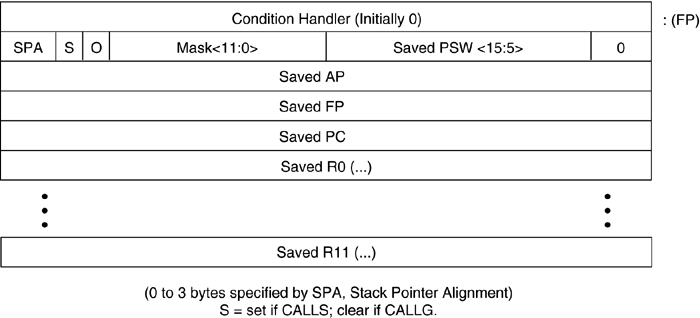 Condition Handler (Initially 0) : (FP)
SPA S O Mask<11:0> Saved PSW <15:5> 0
Saved AP
Saved FP
Saved PC
Saved R0 (...)
Saved R11 (...)
(0 to 3 bytes specified by SPA, Stack Pointer Alignment)
S = set if CALLS; clear if CALLG.